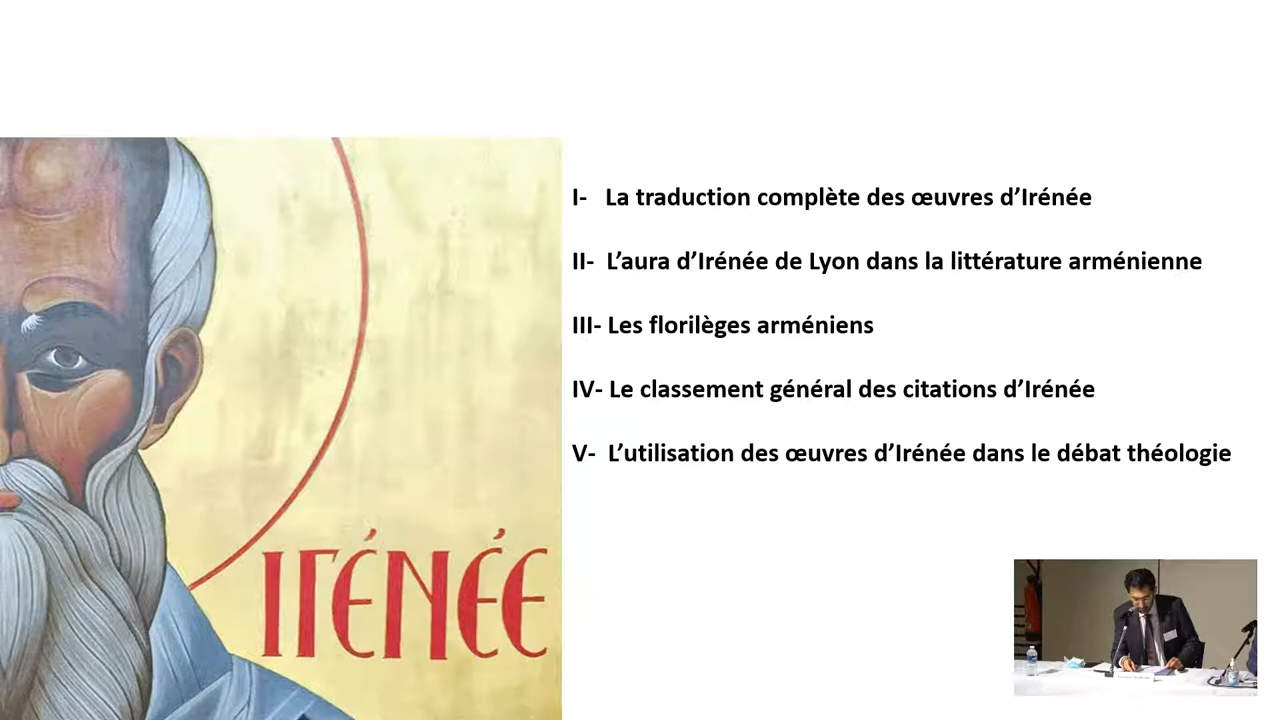 I- La traduction complète des œuvres d’Irénée
II- L’aura d’Irénée de Lyon dans la littérature arménienne
III- Les florilèges arméniens
IV- Le classement général des citations d’Irénée
V- L’utilisation des œuvres d’Irénée dans le débat théologie
IRÉNÉE